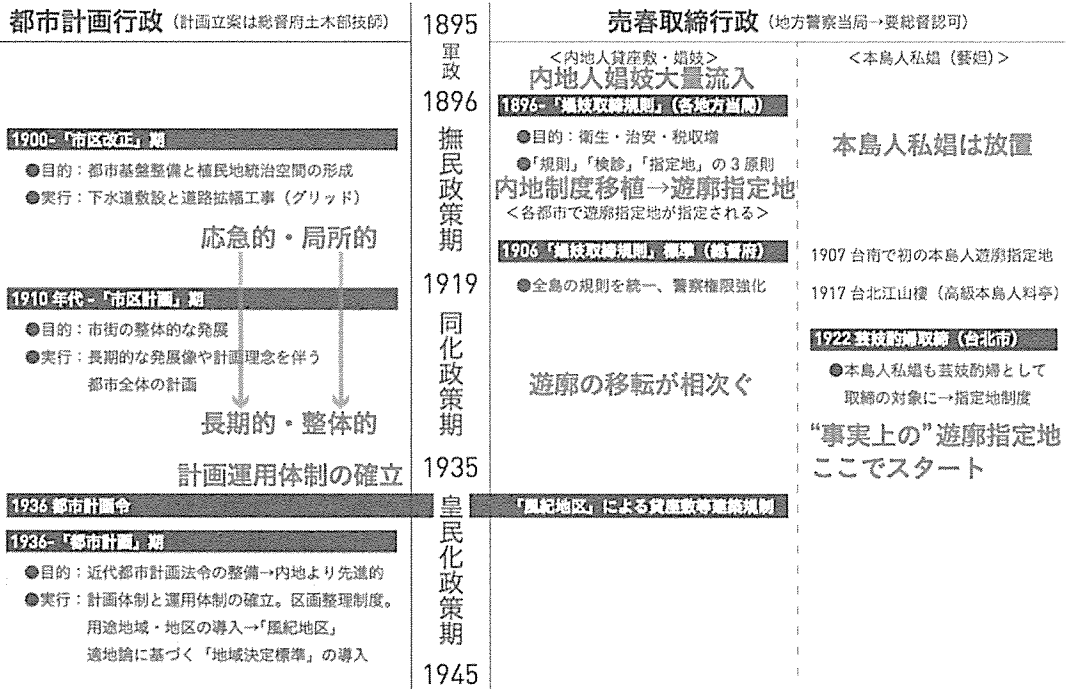 都市計画行政（計画立案は総督府土木部技師）
1900-「市区改正」期
●目的：都市基盤整備と植民地統治空間の形成
●実行：下水道敷設と道路拡幅工事（グリッド）
応急的・局所的
1910 年代 -「市区計画」期
●目的：市街の整体的な発展
●実行：長期的な発展像や計画理念を伴う
都市全体の計画
長期的・整体的
計画運用体制の確立
1936 都市計画令
1936-「都市計画」期
●目的：近代都市計画法令の整備→内地より先進的
●実行：計画体制と運用体制の確立。区画整理制度。
用途地域・地区の導入→「風紀地区」
適地論に基づく「地域決定標準」の導入
1895
軍政
1896
撫民政策期
1919
同化政策期
1935
皇民化政策期
1945
売春取締行政（地方警察当局→要総督認可）
＜内地人貸座敷・娼妓＞
内地人娼妓大量流入
1896-「娼妓取締規則」（各地方当局）
●目的：衛生・治安・税収増
●「規則」「検診」「指定地」の 3 原則
内地制度移植→遊廓指定地
＜各都市で遊廓指定地が指定される＞
1906「娼妓取締規則」標準（総督府）
●全島の規則を統一、警察権限強化
遊廓の移転が相次ぐ
「風紀地区」による貸座敷等建築規制
＜本島人私娼（藝妲）＞
本島人私娼は放置
1907 台南で初の本島人遊廓指定地
1917 台北江山樓（高級本島人料亭）
1922 芸妓酌婦取締（台北市）
●本島人私娼も芸妓酌婦として
取締の対象に→指定地制度
“事実上の”遊廓指定地
ここでスタート